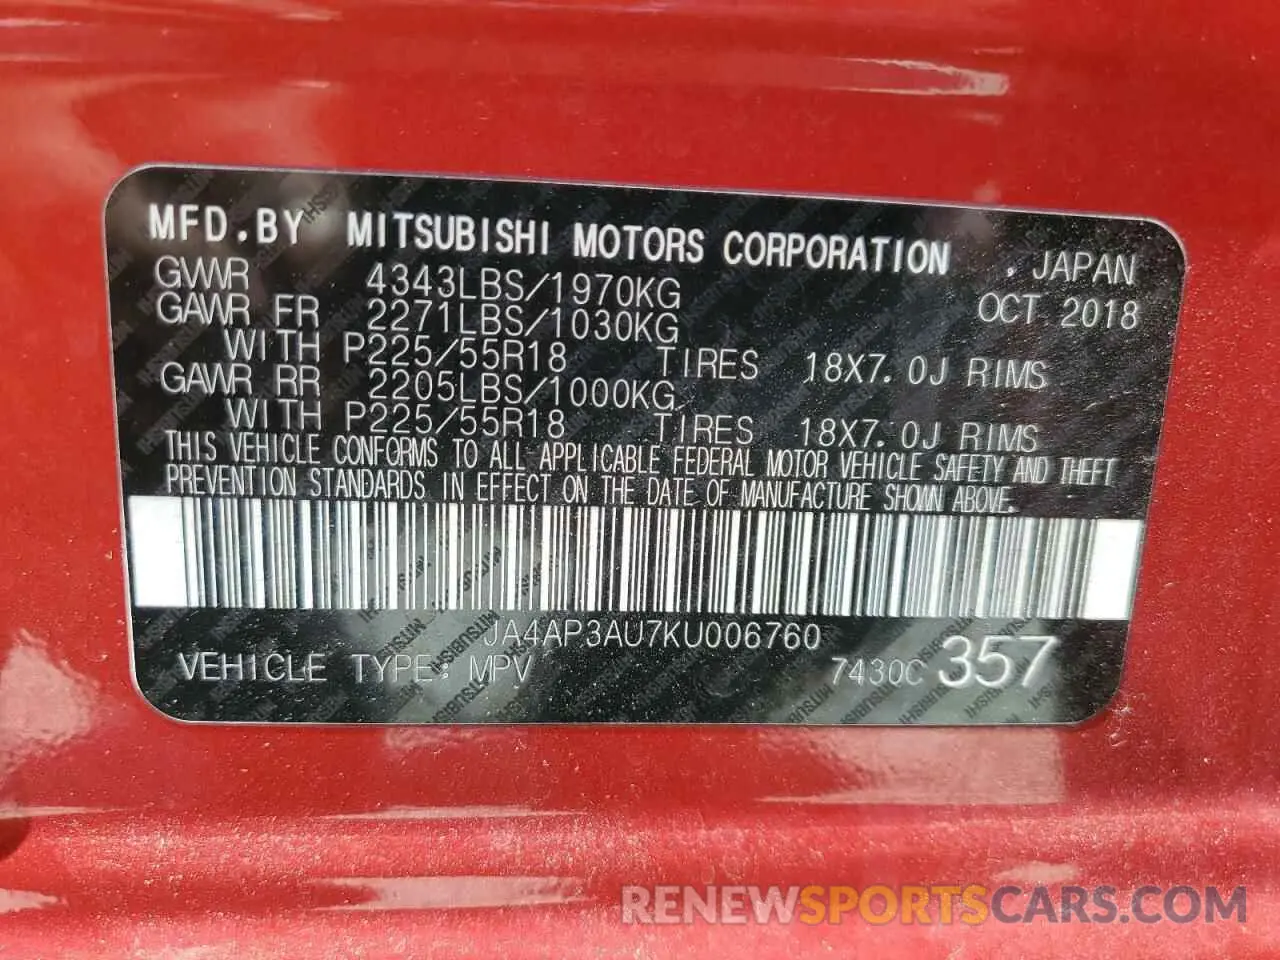 MFD.BY MITSUBISHI MOTORS CORPORATION
GVWR 4343LBS/1970KG JAPAN
GAWR FR 2271LBS/1030KG OCT 2018
WITH P225/55R18 TIRES 18X7.0J RIMS
GAWR RR 2205LBS/1000KG
WITH P225/55R18 TIRES 18X7.0J RIMS
THIS VEHICLE CONFORMS TO ALL APPLICABLE FEDERAL MOTOR VEHICLE SAFETY AND THEFT
PREVENTION STANDARDS IN EFFECT ON THE DATE OF MANUFACTURE SHOWN ABOVE.
JA4AP3AU7KU006760
VEHICLE TYPE: MPV 7430C 357
RENEWSPORTSCARS.COM